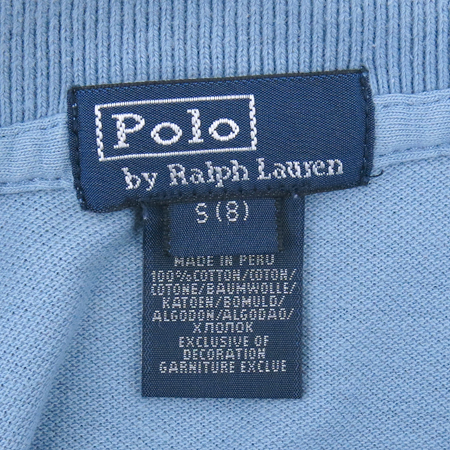 Polo
by Ralph Lauren
S (8)
MADE IN PERU
100%COTTON/COTON/
COTONE/BAUMWOLLE/
KATOEN/BOMULD/
ALGODON/ALGODAO/
ХЛОПОК
EXCLUSIVE OF
DECORATION
GARNITURE EXCLUE